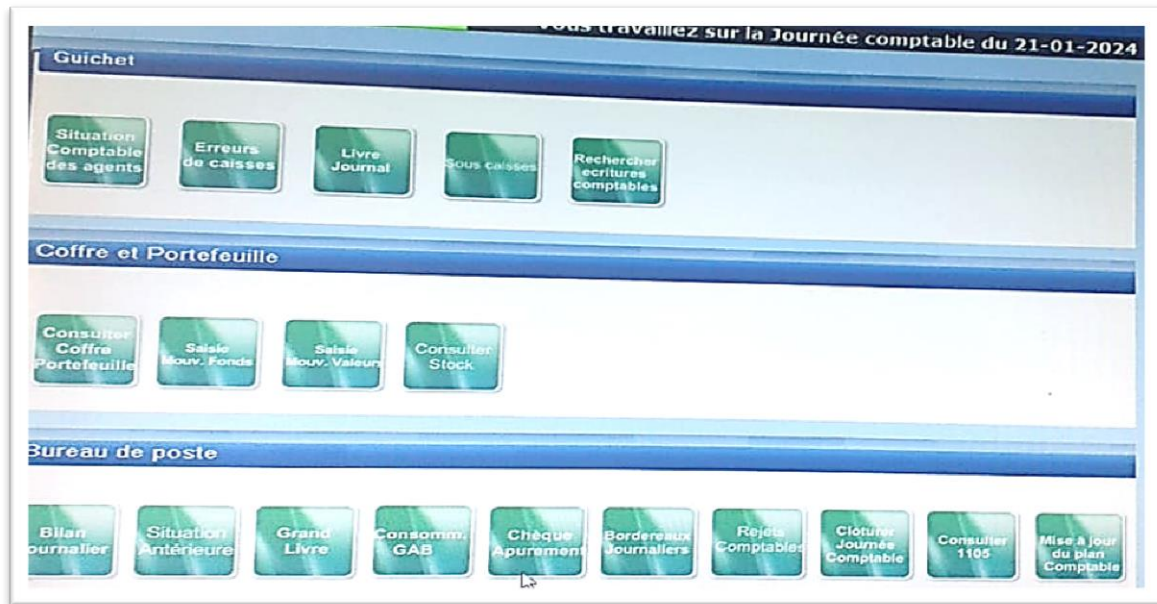 Vous travaillez sur la Journée comptable du 21-01-2024
Guichet
Situation
Comptable
des agents
Erreurs
de caisses
Livre
Journal
Sous caisses
Rechercher
ecritures
comptables
Coffre et Portefeuille
Consulter
Coffre
Portefeuille
Saisie
Mouv. Fonds
Saisie
Mouv. Valeurs
Consulter
Stock
Bureau de poste
Bilan
Journalier
Situation
Antérieure
Grand
Livre
Consomm.
GAB
Chèque
Apurement
Bordereaux
Journaliers
Rejets
Comptables
Cloturer
Journée
Comptable
Consulter
1105
Mise à jour
du plan
Comptable